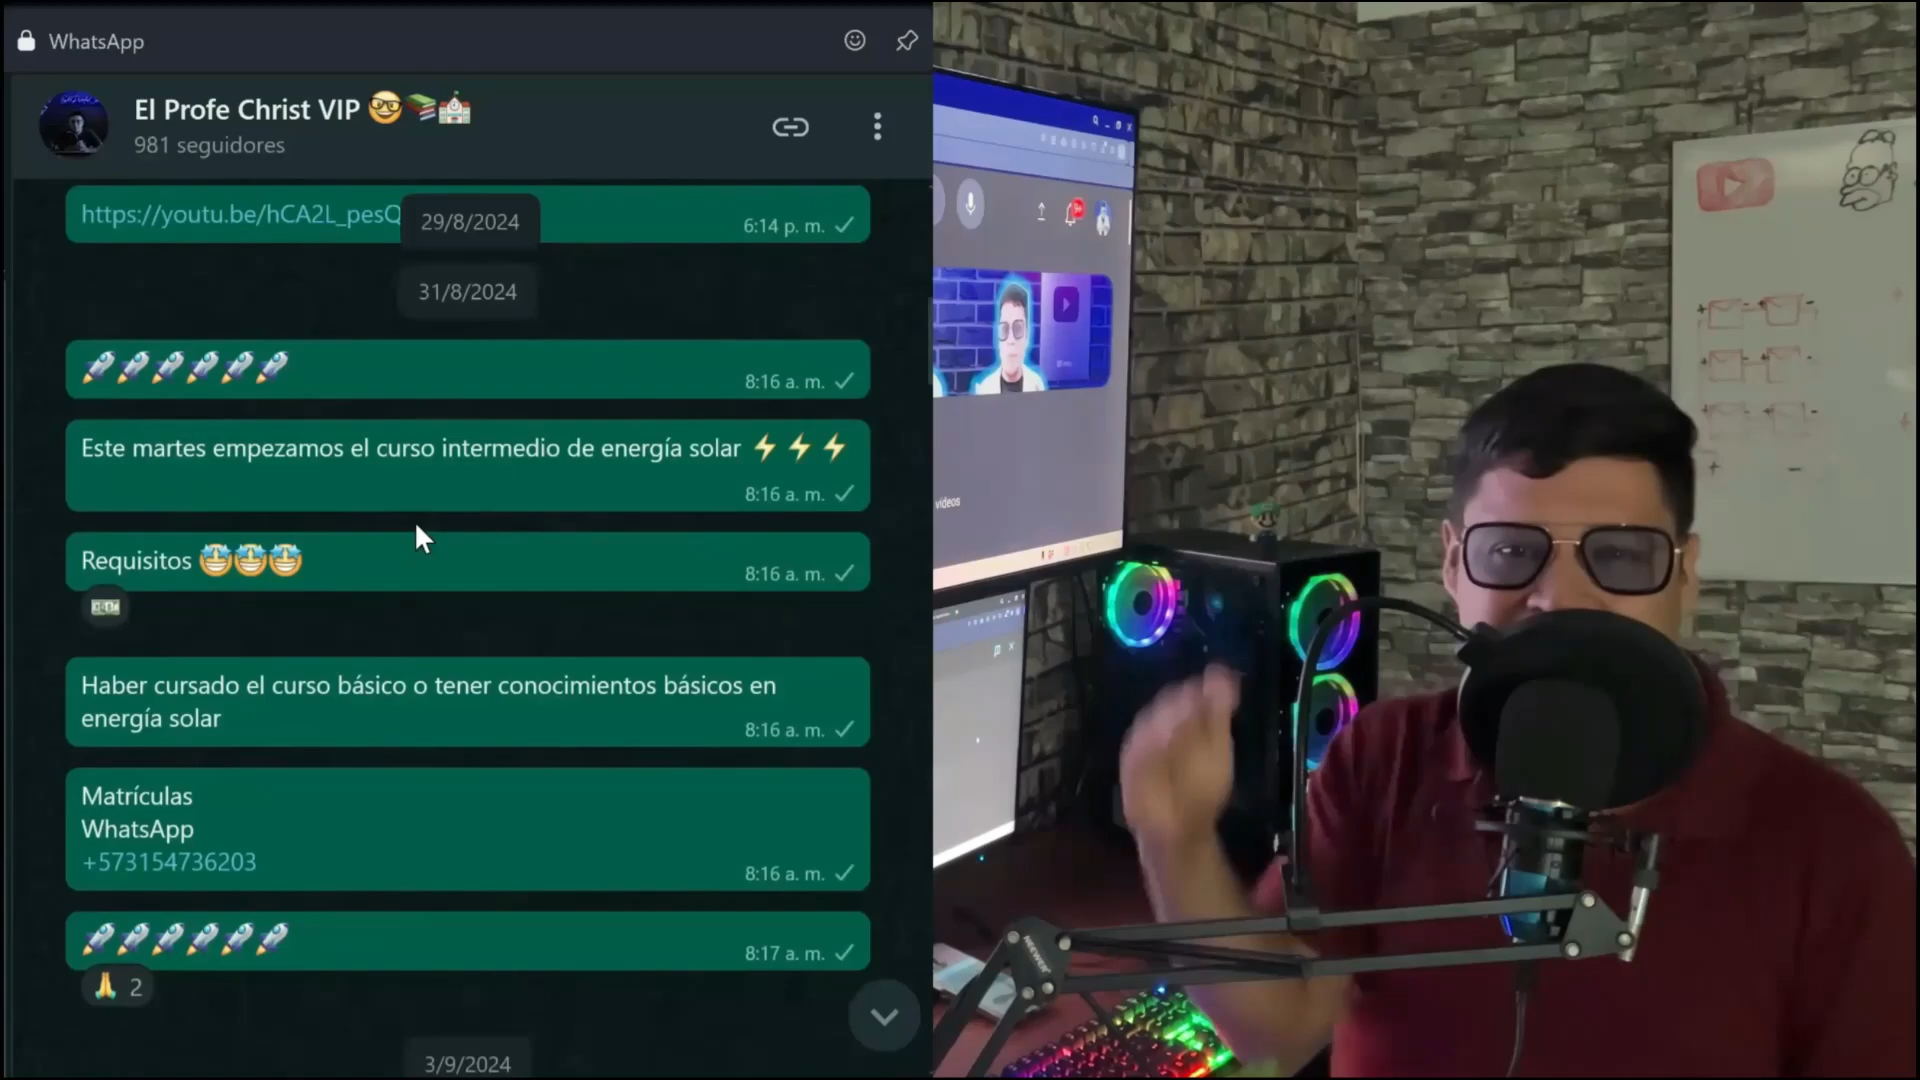 WhatsApp
El Profe Christ VIP 🤓📚🏫
981 seguidores
https://youtu.be/hCA2L_pesQ
29/8/2024
6:14 p. m.
31/8/2024
🚀🚀🚀🚀🚀🚀
8:16 a. m.
Este martes empezamos el curso intermedio de energía solar ⚡⚡⚡
8:16 a. m.
Requisitos 🤩🤩🤩
8:16 a. m.
Haber cursado el curso básico o tener conocimientos básicos en
energía solar
8:16 a. m.
Matrículas
WhatsApp
+573154736203
8:16 a. m.
🚀🚀🚀🚀🚀🚀
8:17 a. m.
🙏 2
3/9/2024
videos
NEEWER